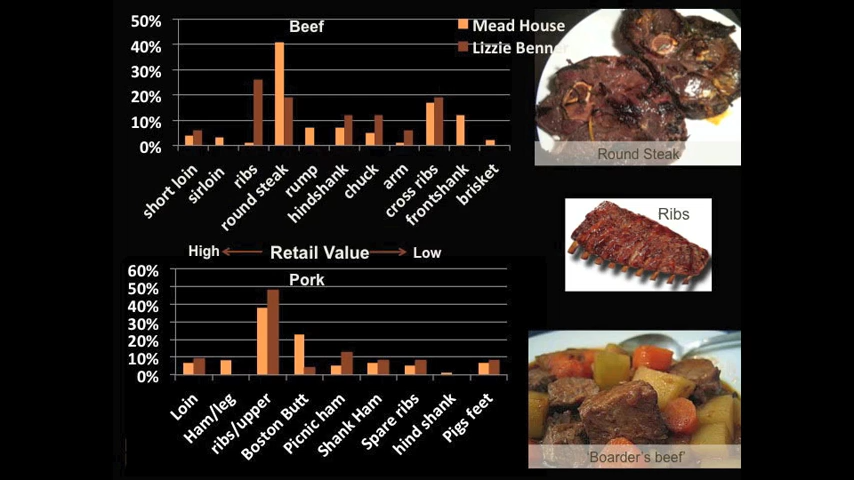 Beef
Mead House
Lizzie Benner
50%
40%
30%
20%
10%
0%
short loin
sirloin
ribs
round steak
rump
hindshank
chuck
arm
cross ribs
frontshank
brisket
Round Steak
Ribs
High
Retail Value
Low
Pork
60%
50%
40%
30%
20%
10%
0%
Loin
Ham/leg
ribs/upper
Boston Butt
Picnic ham
Shank Ham
Spare ribs
hind shank
Pigs feet
'Boarder's beef'